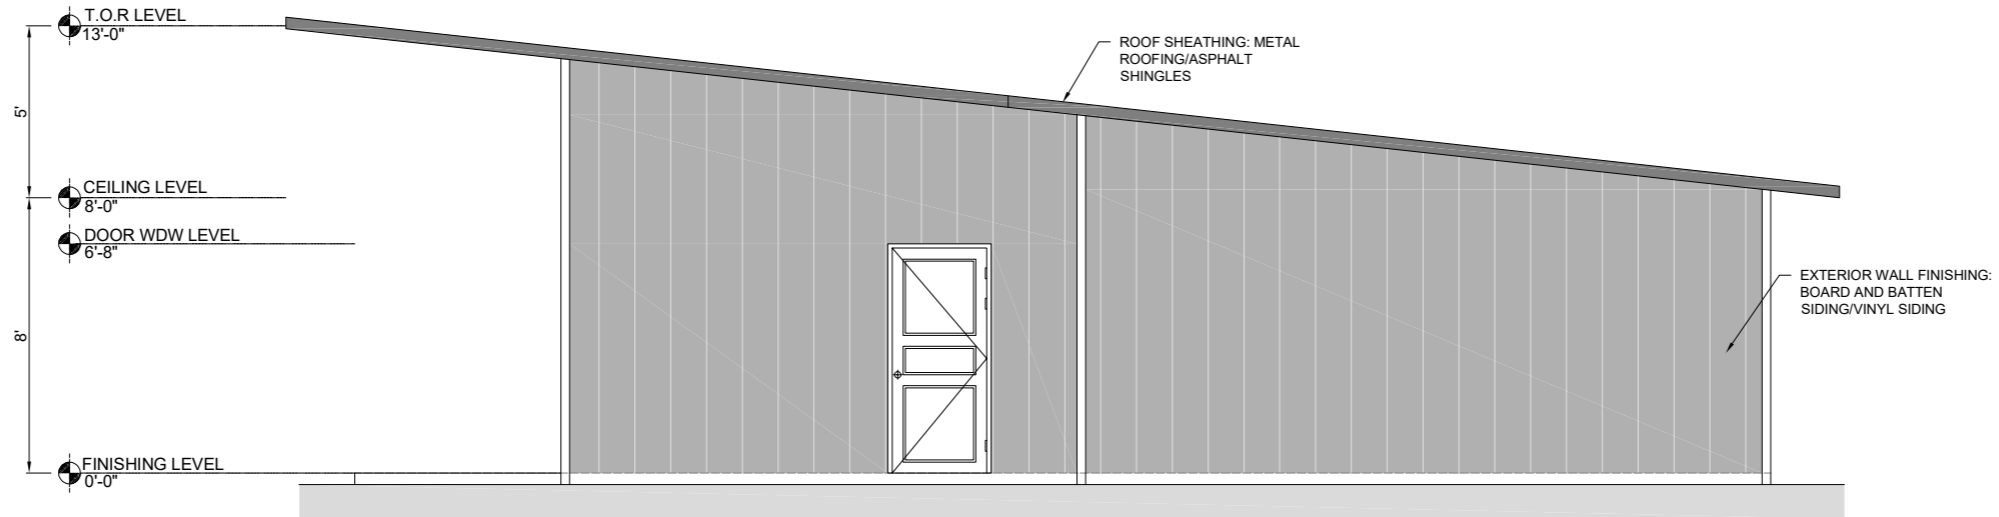 T.O.R LEVEL
13'-0"
5'
CEILING LEVEL
8'-0"
DOOR WDW LEVEL
6'-8"
8'
FINISHING LEVEL
0'-0"
ROOF SHEATHING: METAL
ROOFING/ASPHALT
SHINGLES
EXTERIOR WALL FINISHING:
BOARD AND BATTEN
SIDING/VINYL SIDING